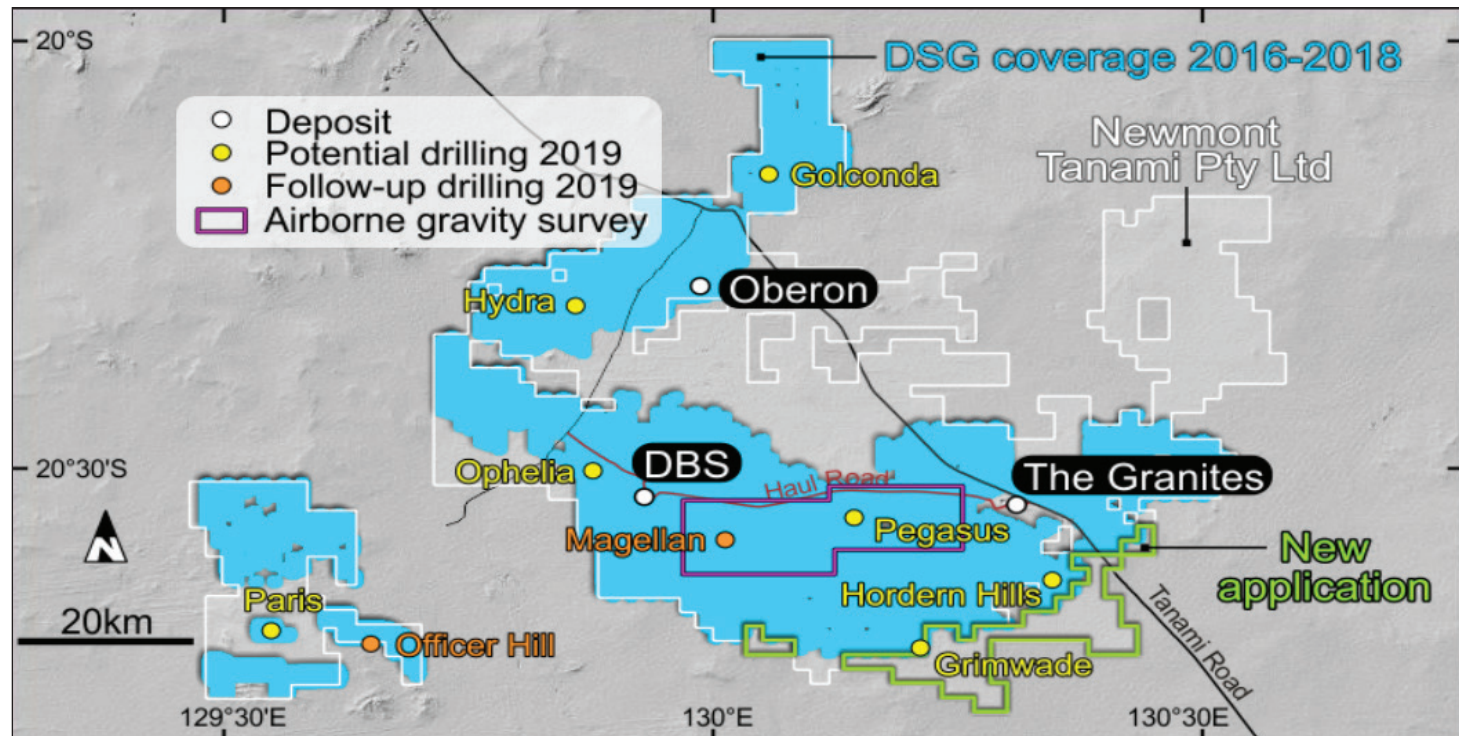 20°S
DSG coverage 2016-2018
Deposit
Potential drilling 2019
Follow-up drilling 2019
Airborne gravity survey
Newmont
Tanami Pty Ltd
Golconda
Hydra
Oberon
20°30'S
Ophelia
DBS
Haul Road
The Granites
Magellan
Pegasus
N
New
application
Hordern Hills
Paris
20km
Officer Hill
Grimwade
Tanami Road
129°30'E
130°E
130°30'E